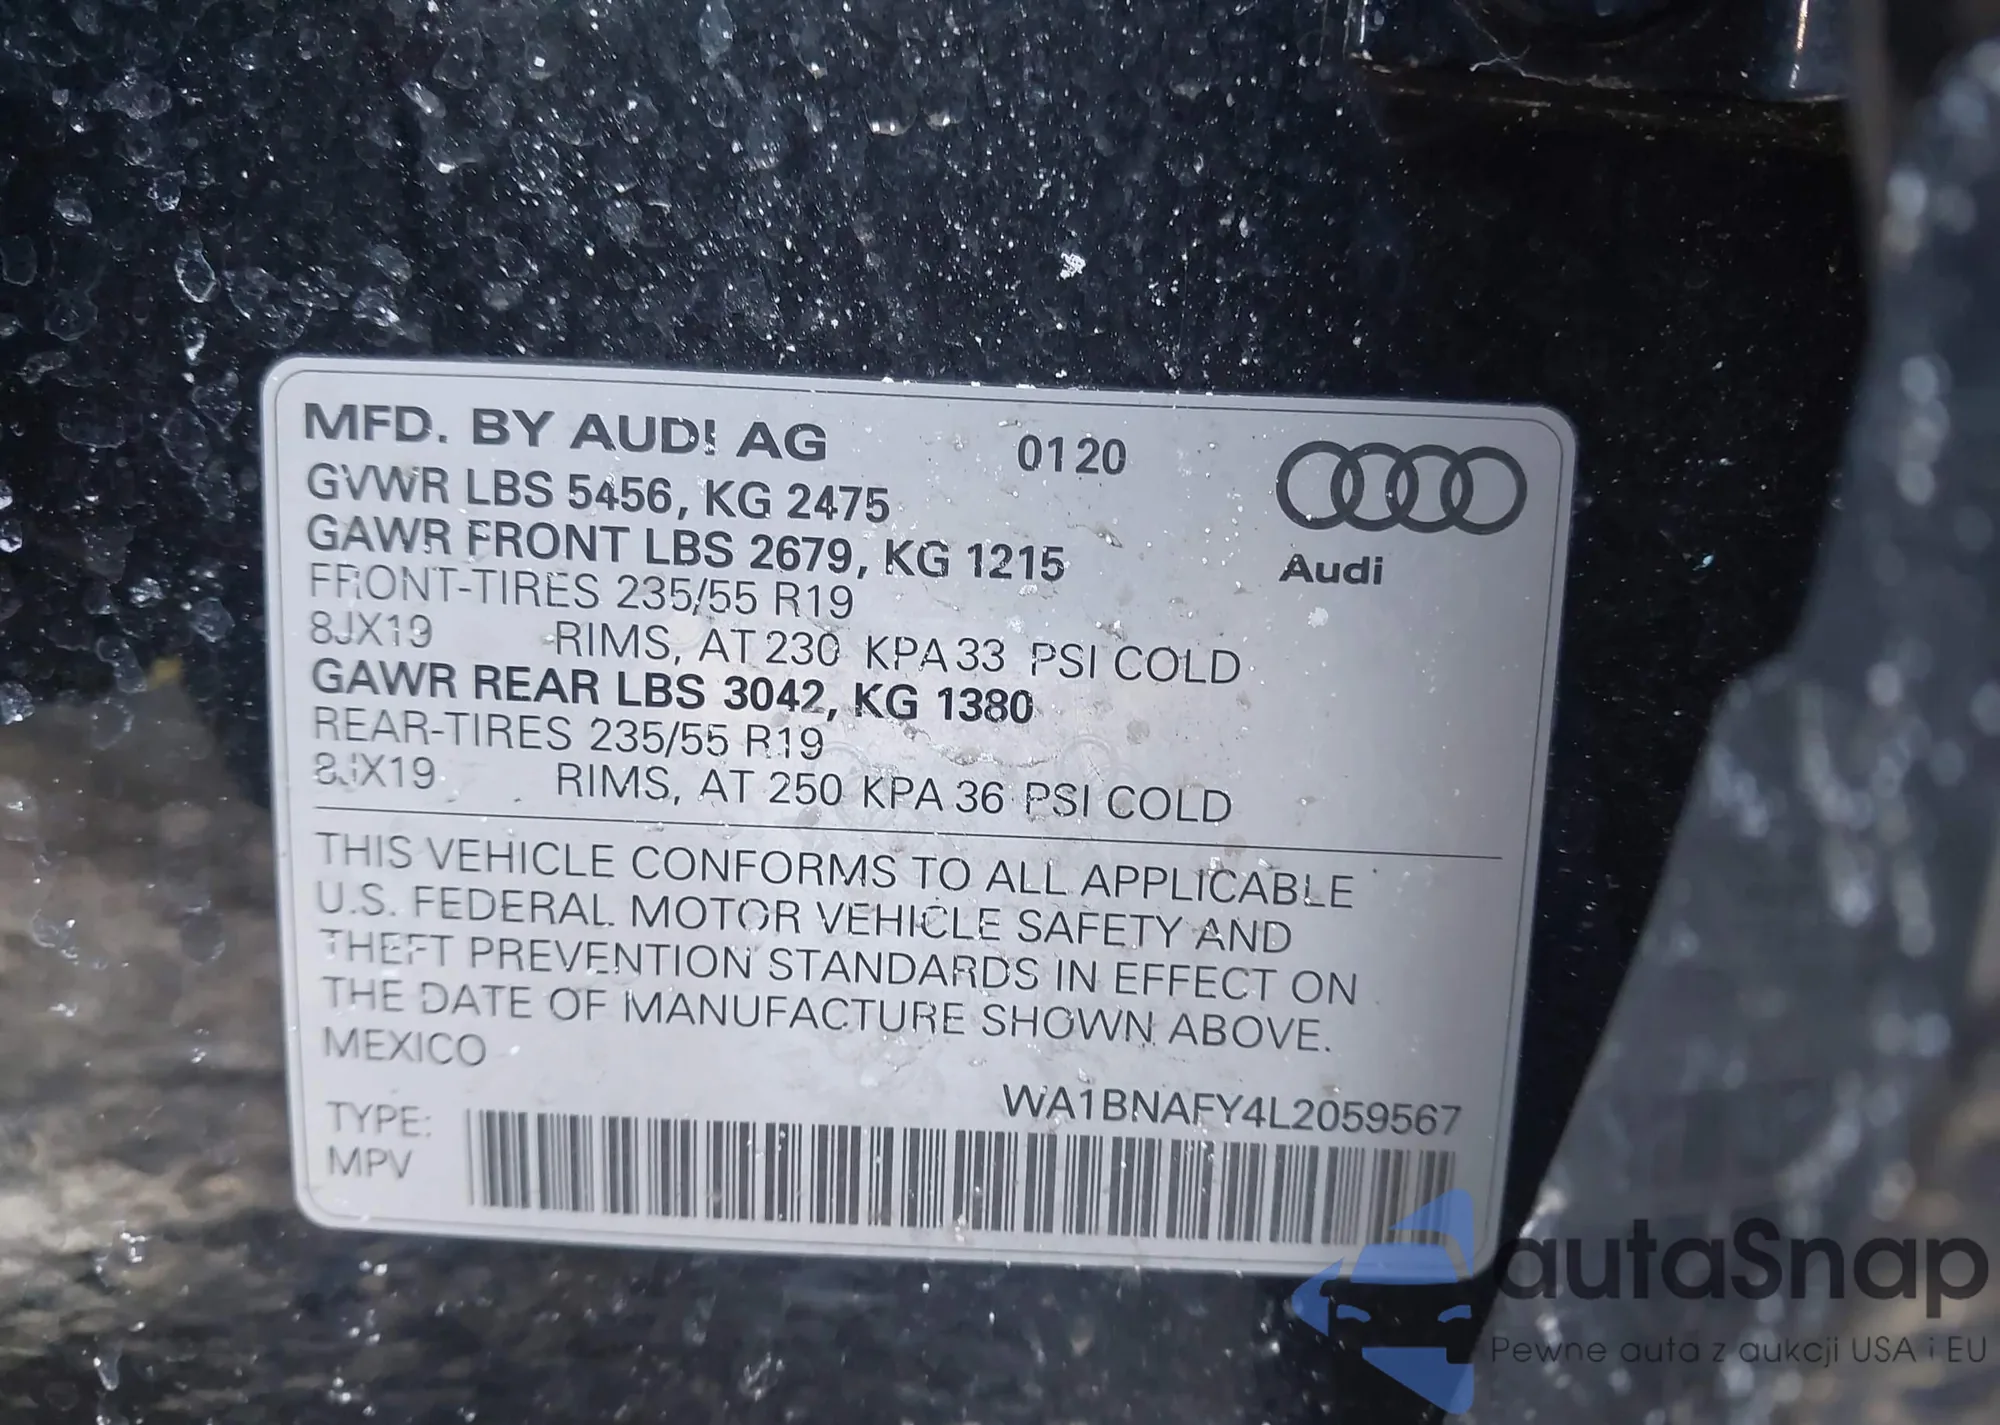 MFD. BY AUDI AG 0120
GVWR LBS 5456, KG 2475
GAWR FRONT LBS 2679, KG 1215
FRONT-TIRES 235/55 R19
8JX19 RIMS, AT 230 KPA 33 PSI COLD
GAWR REAR LBS 3042, KG 1380
REAR-TIRES 235/55 R19
8JX19 RIMS, AT 250 KPA 36 PSI COLD
Audi
THIS VEHICLE CONFORMS TO ALL APPLICABLE
U.S. FEDERAL MOTOR VEHICLE SAFETY AND
THEFT PREVENTION STANDARDS IN EFFECT ON
THE DATE OF MANUFACTURE SHOWN ABOVE.
MEXICO
WA1BNAFY4L2059567
TYPE:
MPV
autaSnap
Pewne auta z aukcji USA i EU